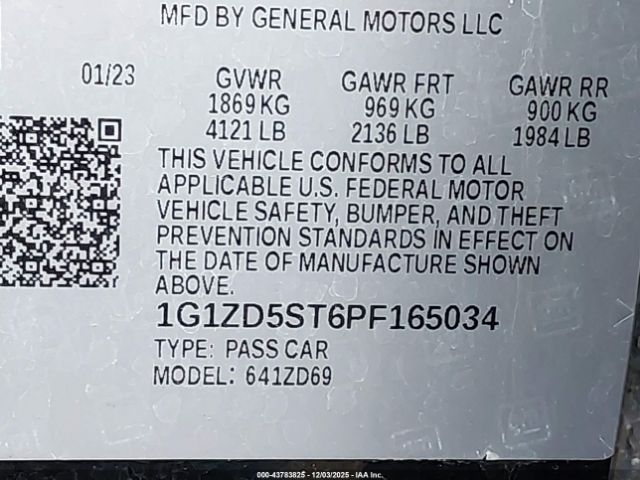 MFD BY GENERAL MOTORS LLC
01/23 GVWR GAWR FRT GAWR RR
1869 KG 969 KG 900 KG
4121 LB 2136 LB 1984 LB
THIS VEHICLE CONFORMS TO ALL
APPLICABLE U.S. FEDERAL MOTOR
VEHICLE SAFETY, BUMPER, AND THEFT
PREVENTION STANDARDS IN EFFECT ON
THE DATE OF MANUFACTURE SHOWN
ABOVE.
1G1ZD5ST6PF165034
TYPE: PASS CAR
MODEL: 641ZD69
000-43783825 - 12/03/2025 - IAA Inc.